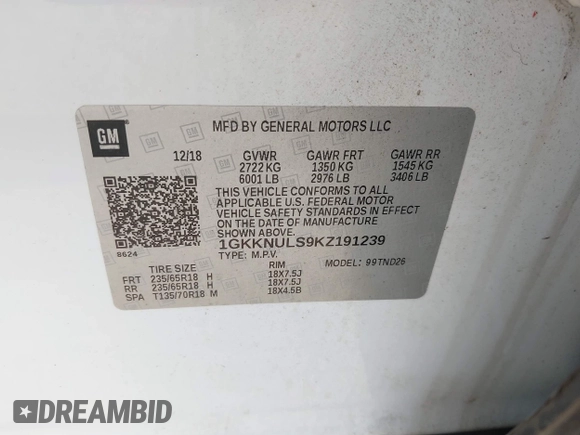 GM
MFD BY GENERAL MOTORS LLC
12/18 GVWR GAWR FRT GAWR RR
2722 KG 1350 KG 1545 KG
6001 LB 2976 LB 3406 LB
THIS VEHICLE CONFORMS TO ALL
APPLICABLE U.S. FEDERAL MOTOR
VEHICLE SAFETY STANDARDS IN EFFECT
ON THE DATE OF MANUFACTURE
SHOWN ABOVE.
8624 1GKKNULS9KZ191239
TYPE: M.P.V. MODEL: 99TND26
TIRE SIZE RIM
FRT 235/65R18 H 18X7.5J
RR 235/65R18 H 18X7.5J
SPA T135/70R18 M 18X4.5B
DREAMBID